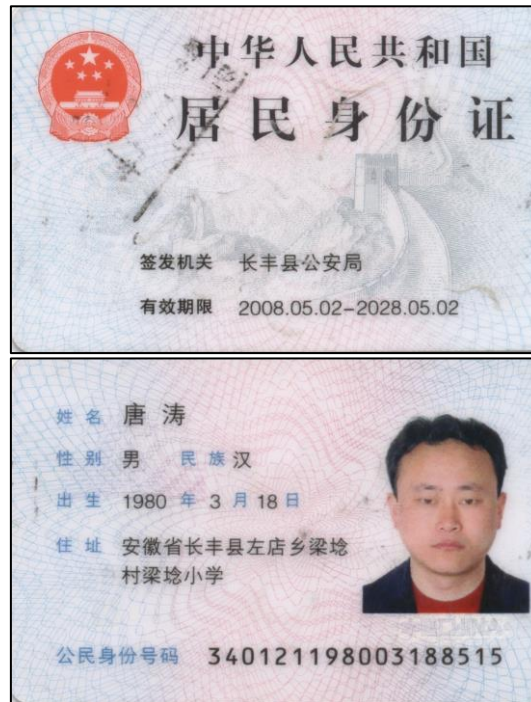 中华人民共和国
居民身份证
签发机关 长丰县公安局
有效期限 2008.05.02-2028.05.02
姓名 唐涛
性别 男 民族 汉
出生 1980 年 3 月 18 日
住址 安徽省长丰县左店乡梁埝
村梁埝小学
公民身份号码 340121198003188515